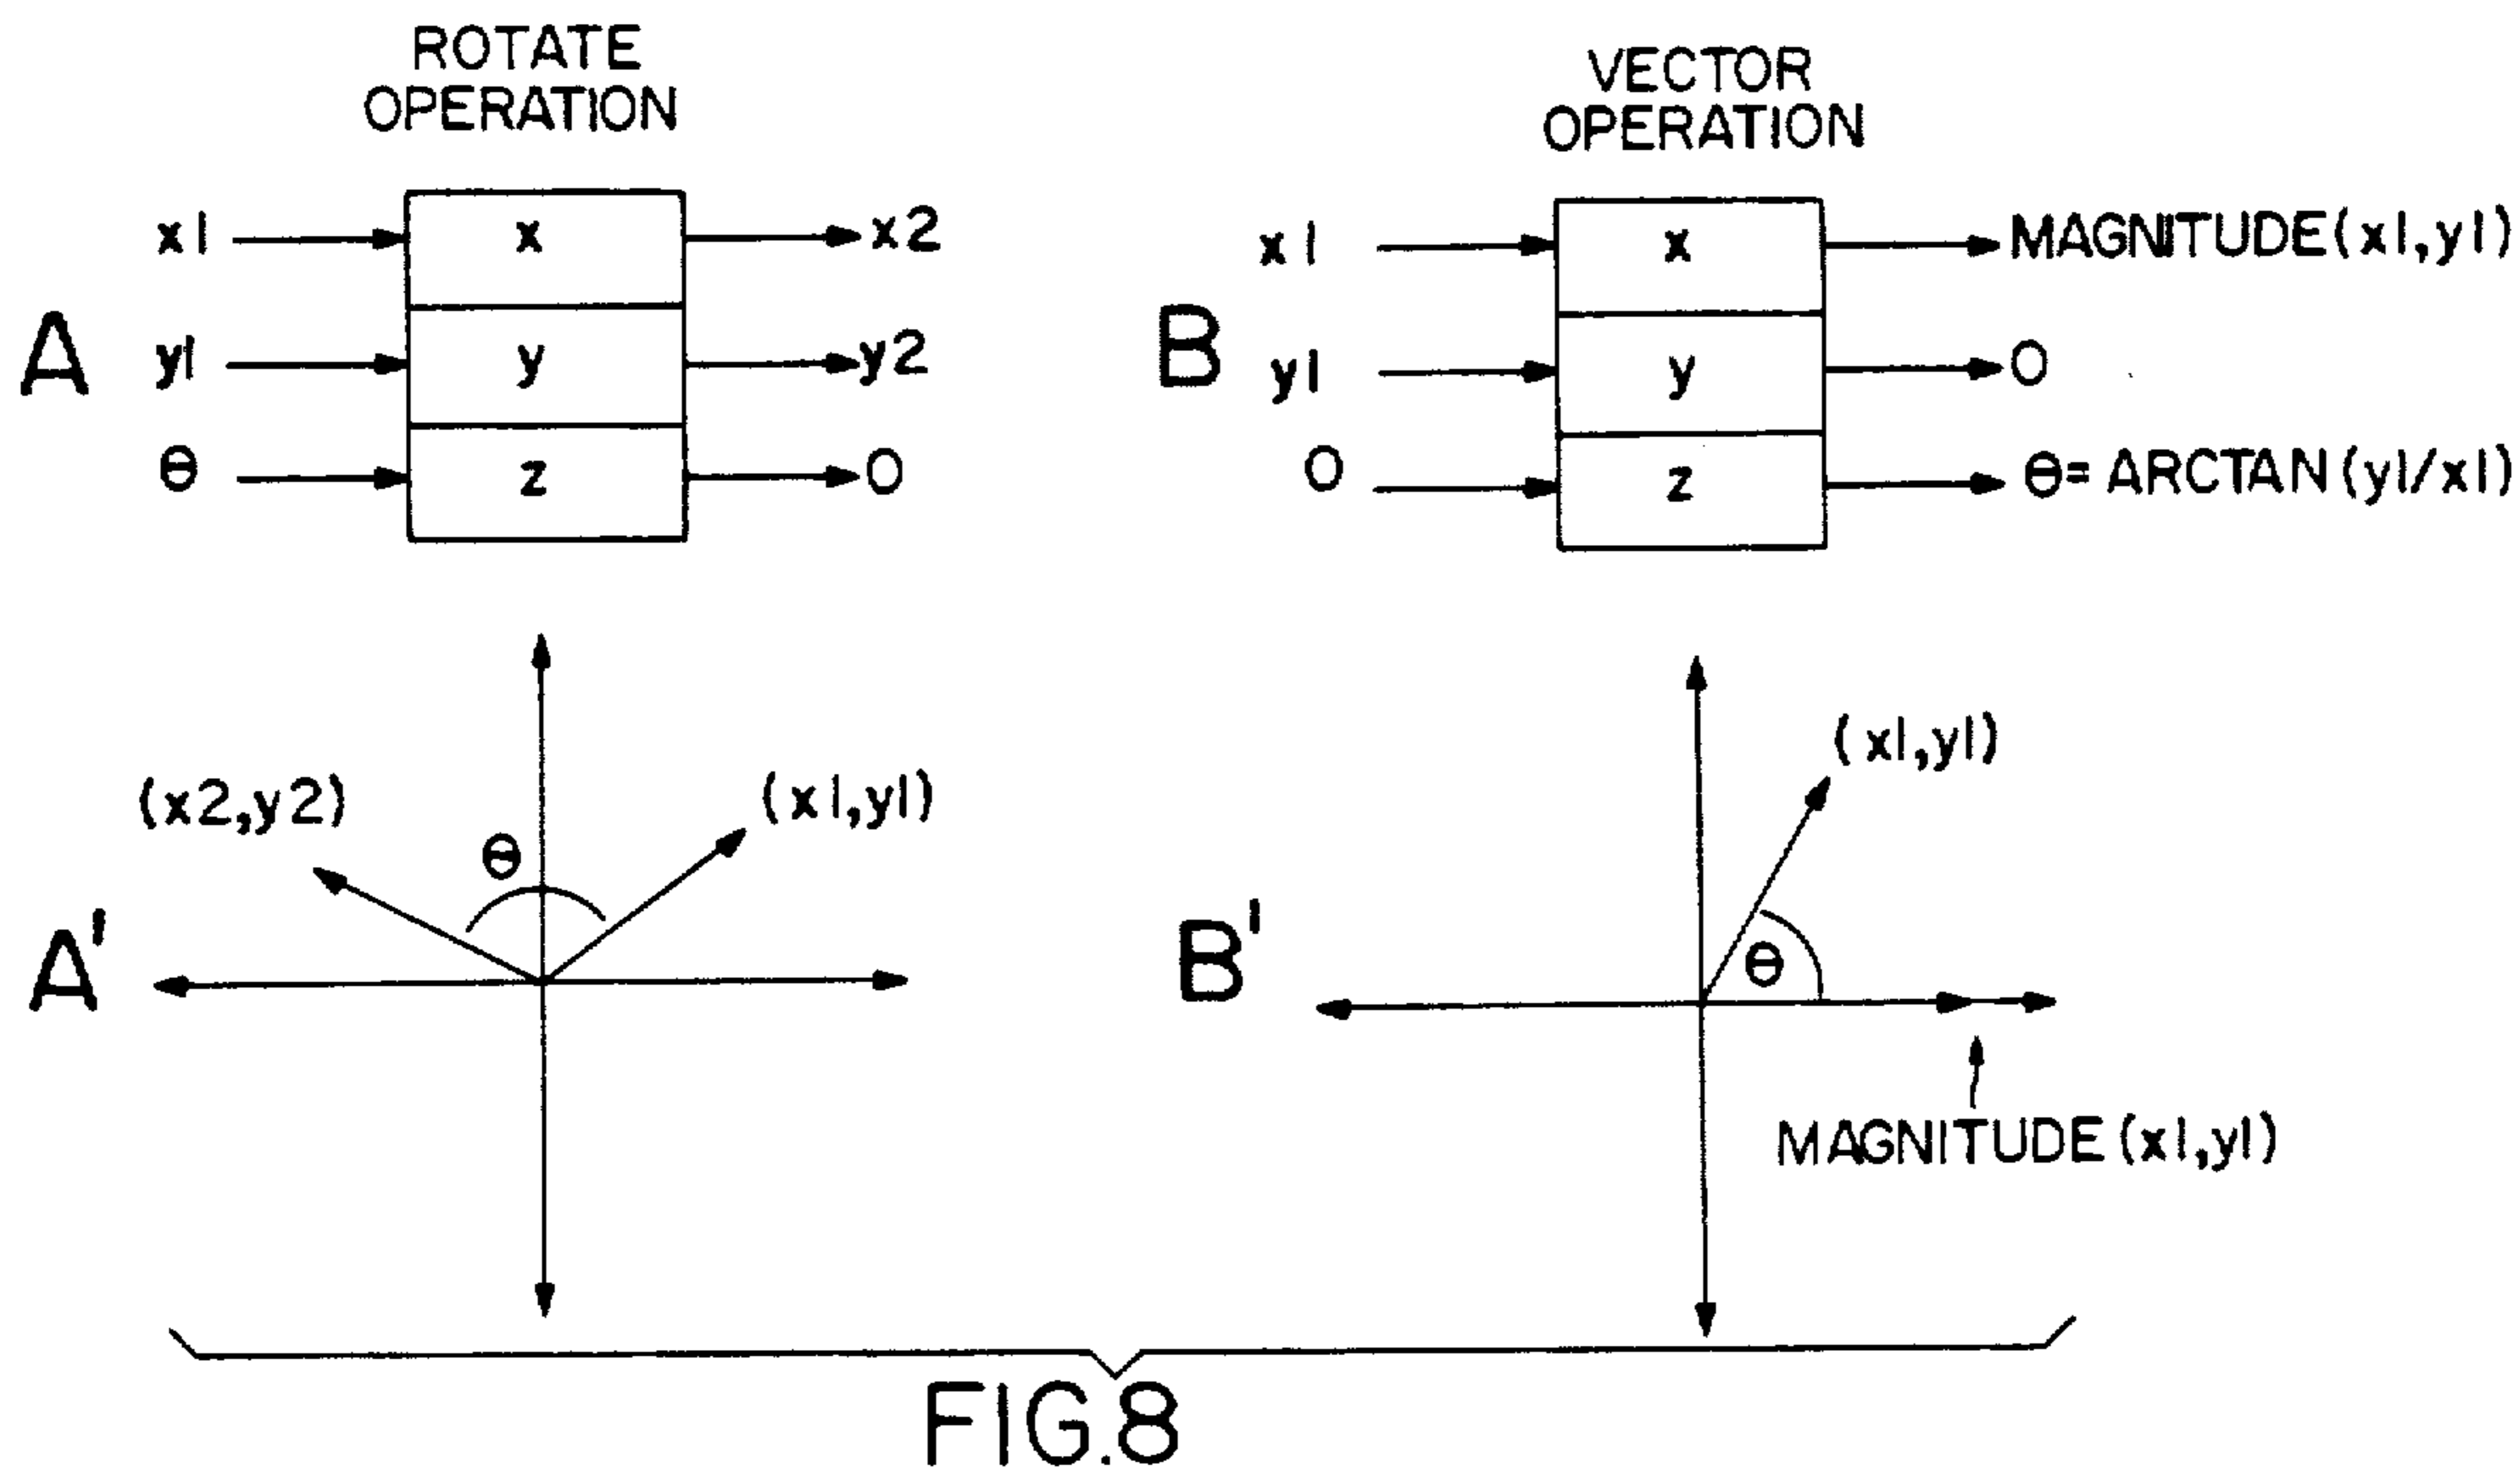 ROTATE
OPERATION
x1 x x2
A y1 y y2
θ z 0
VECTOR
OPERATION
x1 x MAGNITUDE(x1,y1)
B y1 y 0
0 z θ= ARCTAN (y1/x1)
(x2,y2) θ (x1,y1)
A'
(x1,y1)
B' θ
MAGNITUDE(x1,y1)
FIG.8